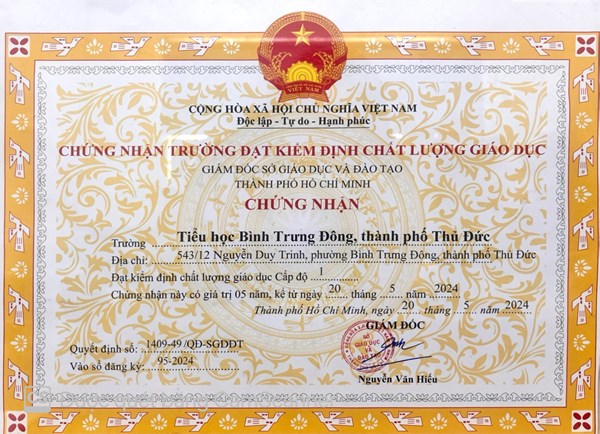 VIỆT NAM
CỘNG HÒA XÃ HỘI CHỦ NGHĨA VIỆT NAM
Độc lập - Tự do - Hạnh phúc
CHỨNG NHẬN TRƯỜNG ĐẠT KIỂM ĐỊNH CHẤT LƯỢNG GIÁO DỤC
GIÁM ĐỐC SỞ GIÁO DỤC VÀ ĐÀO TẠO
THÀNH PHỐ HỒ CHÍ MINH
CHỨNG NHẬN
Trường Tiểu học Bình Trưng Đông, thành phố Thủ Đức
Địa chỉ: 543/12 Nguyễn Duy Trinh, phường Bình Trưng Đông, thành phố Thủ Đức
Đạt kiểm định chất lượng giáo dục Cấp độ 1
Chứng nhận này có giá trị 05 năm, kể từ ngày 20 tháng 5 năm 2024
Thành phố Hồ Chí Minh, ngày 20 tháng 5 năm 2024
GIÁM ĐỐC
SỞ
GIÁO DỤC
VÀ
ĐÀO TẠO
Quyết định số: 1409-49 /QĐ-SGDĐT
Vào sổ đăng ký: 95-2024
Nguyễn Văn Hiếu